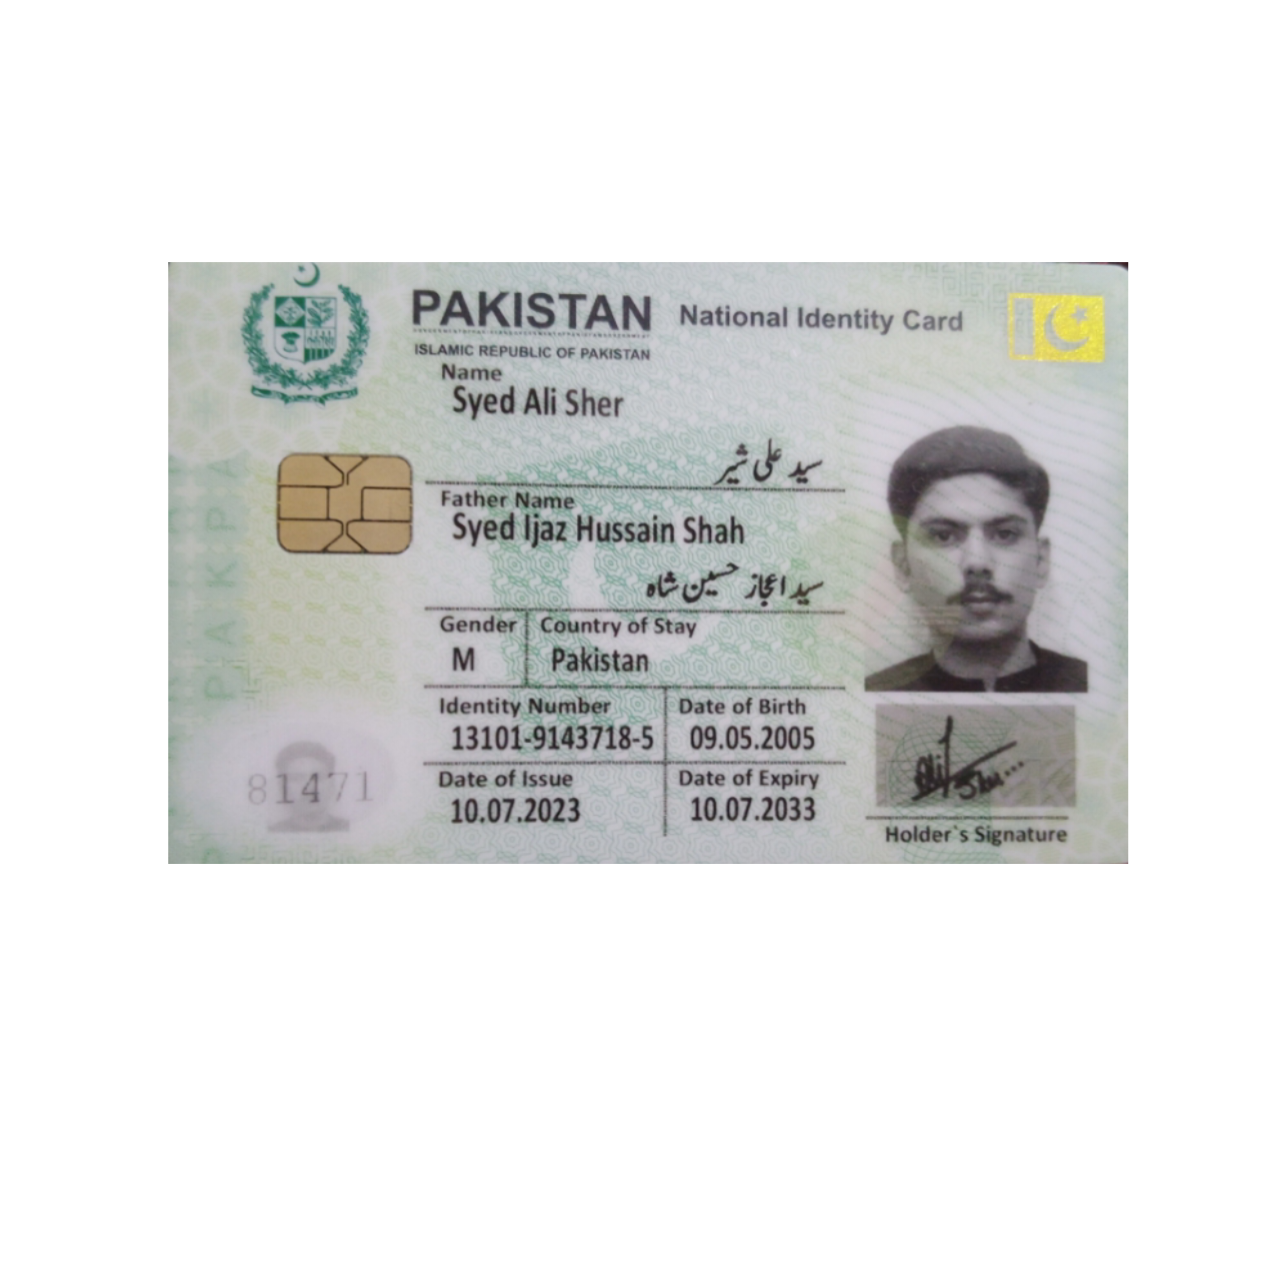 PAKISTAN National Identity Card
ISLAMIC REPUBLIC OF PAKISTAN
Name
Syed Ali Sher
سید علی شیر
Father Name
Syed Ijaz Hussain Shah
سید اعجاز حسین شاہ
Gender Country of Stay
M Pakistan
Identity Number Date of Birth
13101-9143718-5 09.05.2005
Date of Issue Date of Expiry
10.07.2023 10.07.2033
81471
Holder`s Signature